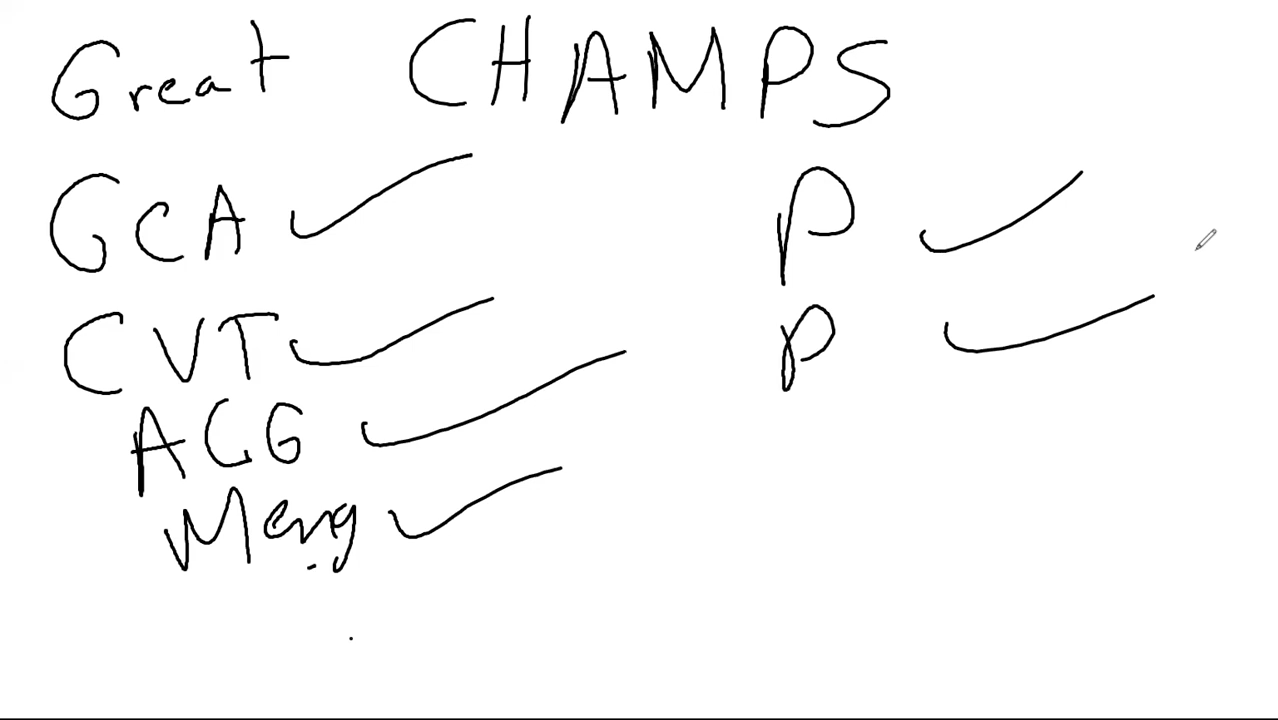 Great CHAMPS
GCA ✓ P ✓
CVT ✓ P ✓
ACG ✓
Meng ✓